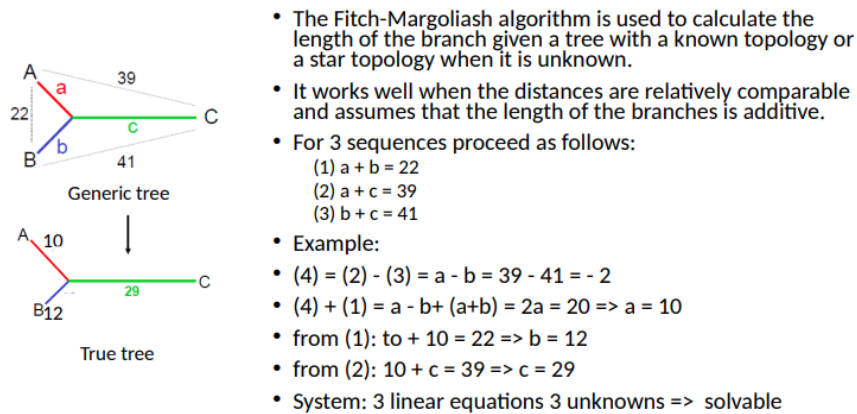 A
a
39
22
C
c
b
B
41
Generic tree
A
10
C
29
B12
True tree
• The Fitch-Margoliash algorithm is used to calculate the
length of the branch given a tree with a known topology or
a star topology when it is unknown.
• It works well when the distances are relatively comparable
and assumes that the length of the branches is additive.
• For 3 sequences proceed as follows:
(1) a + b = 22
(2) a + c = 39
(3) b + c = 41
• Example:
• (4) = (2) - (3) = a - b = 39 - 41 = - 2
• (4) + (1) = a - b+ (a+b) = 2a = 20 => a = 10
• from (1): to + 10 = 22 => b = 12
• from (2): 10 + c = 39 => c = 29
• System: 3 linear equations 3 unknowns => solvable